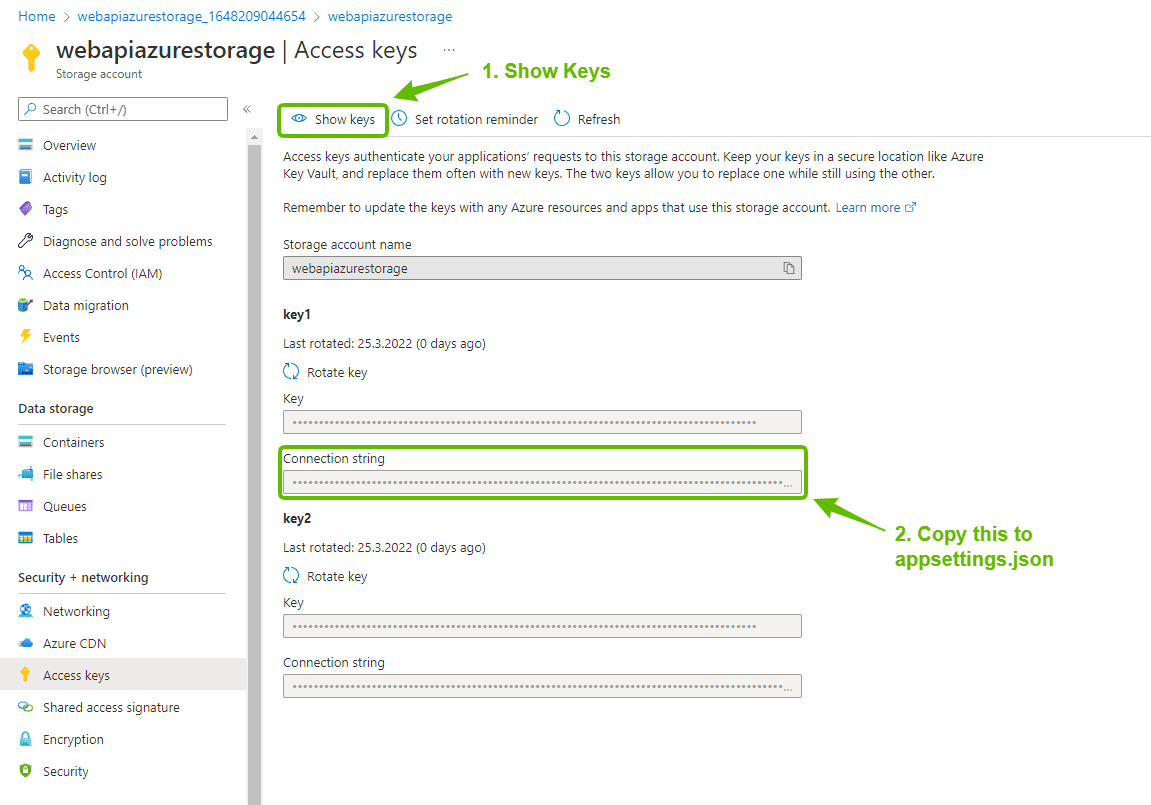 Home > webapiazurestorage_1648209044654 > webapiazurestorage
webapiazurestorage | Access keys ...
Storage account
1. Show Keys
Search (Ctrl+/)
«
Overview
Activity log
Tags
Diagnose and solve problems
Access Control (IAM)
Data migration
Events
Storage browser (preview)
Data storage
Containers
File shares
Queues
Tables
Security + networking
Networking
Azure CDN
Access keys
Shared access signature
Encryption
Security
Show keys Set rotation reminder Refresh
Access keys authenticate your applications' requests to this storage account. Keep your keys in a secure location like Azure
Key Vault, and replace them often with new keys. The two keys allow you to replace one while still using the other.
Remember to update the keys with any Azure resources and apps that use this storage account. Learn more
Storage account name
webapiazurestorage
key1
Last rotated: 25.3.2022 (0 days ago)
Rotate key
Key
Connection string
key2
Last rotated: 25.3.2022 (0 days ago)
Rotate key
Key
Connection string
2. Copy this to
appsettings.json